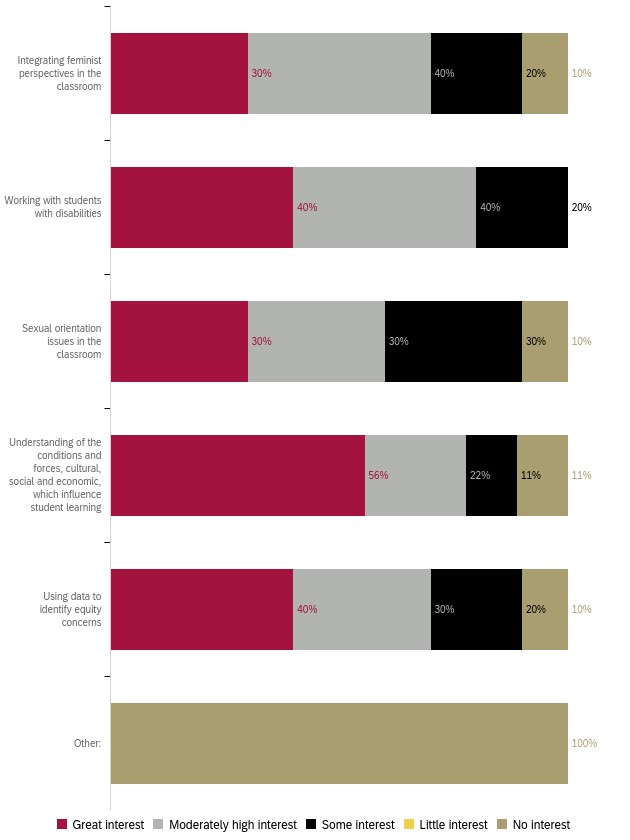 Integrating feminist
perspectives in the
classroom
30% 40% 20% 10%
Working with students
with disabilities
40% 40% 20%
Sexual orientation
issues in the
classroom
30% 30% 30% 10%
Understanding of the
conditions and
forces, cultural,
social and economic,
which influence
student learning
56% 22% 11% 11%
Using data to
identify equity
concerns
40% 30% 20% 10%
Other:
100%
Great interest Moderately high interest Some interest Little interest No interest